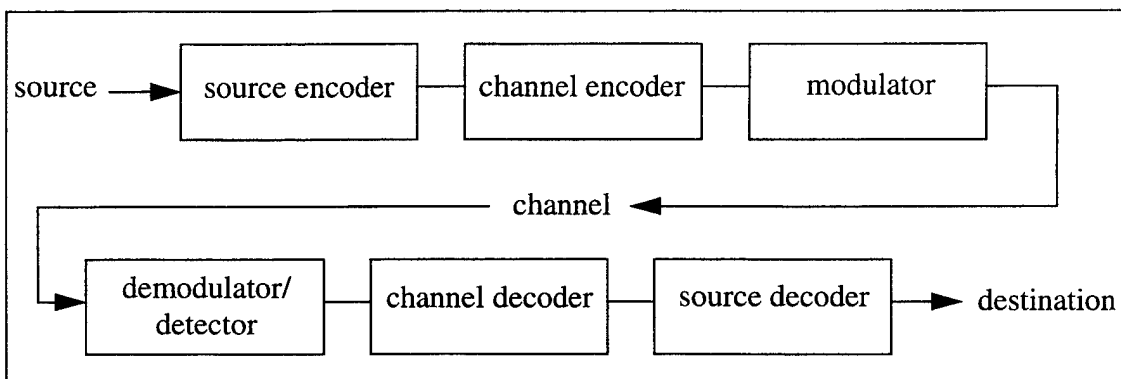 source
source encoder
channel encoder
modulator
channel
demodulator/
detector
channel decoder
source decoder
destination